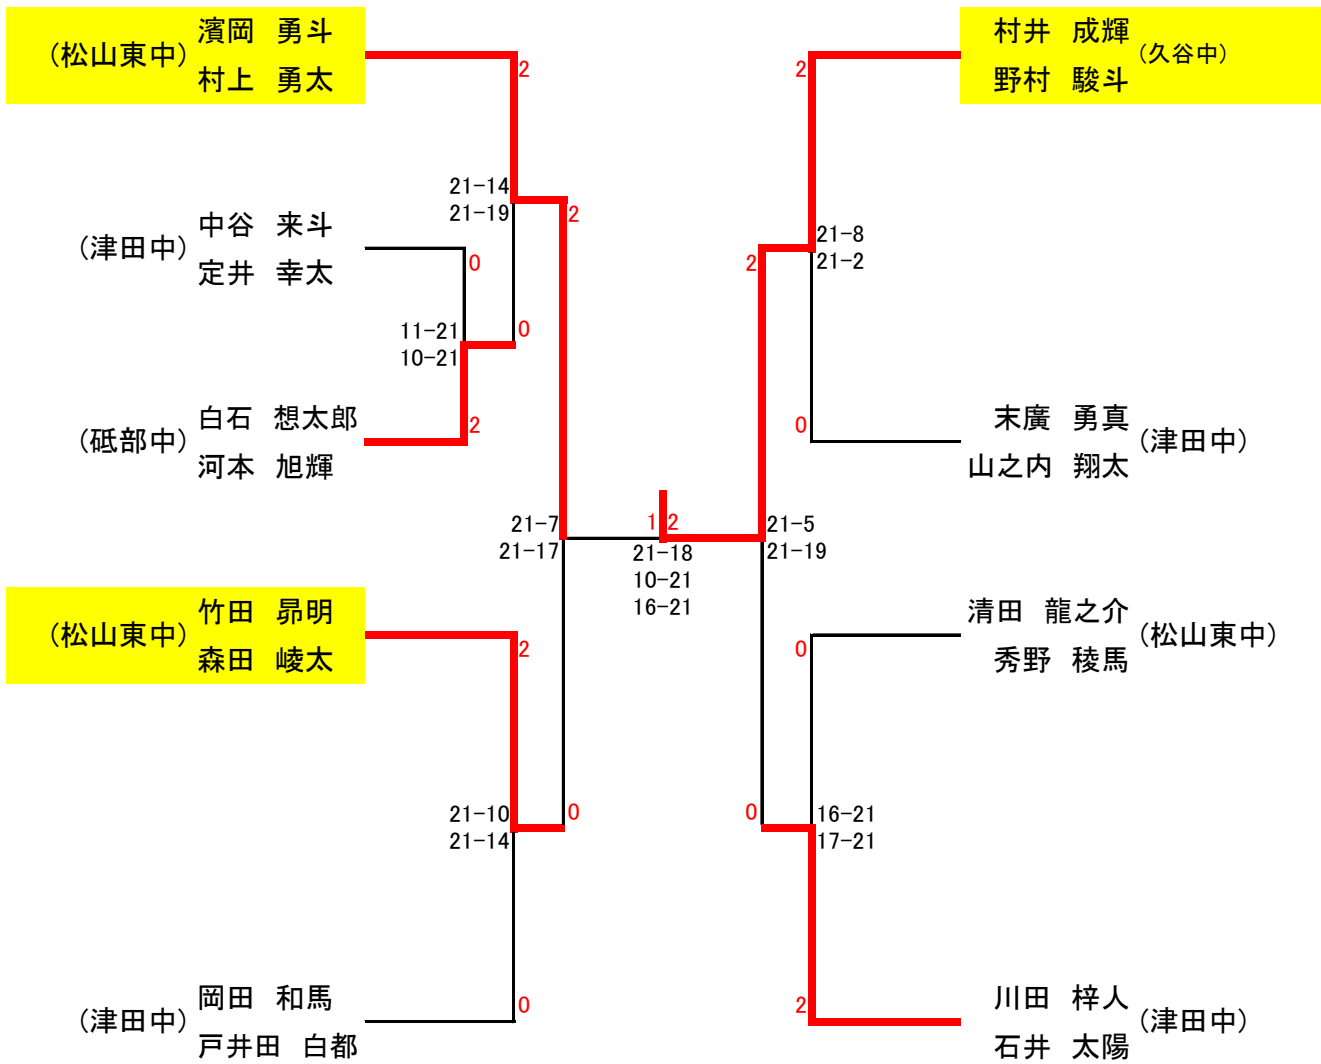 濱岡 勇斗
(松山東中)
村上 勇太
2
21-14
21-19
2
中谷 来斗
(津田中)
定井 幸太
0
11-21
10-21
0
白石 想太郎
(砥部中)
河本 旭輝
2
21-7
21-17
竹田 昴明
(松山東中)
森田 崚太
2
21-10
21-14
0
岡田 和馬
(津田中)
戸井田 白都
0
1 2
21-18
10-21
16-21
村井 成輝
(久谷中)
野村 駿斗
2
21-8
21-2
2
末廣 勇真
(津田中)
山之内 翔太
0
21-5
21-19
清田 龍之介
(松山東中)
秀野 稜馬
0
16-21
17-21
0
川田 梓人
(津田中)
石井 太陽
2